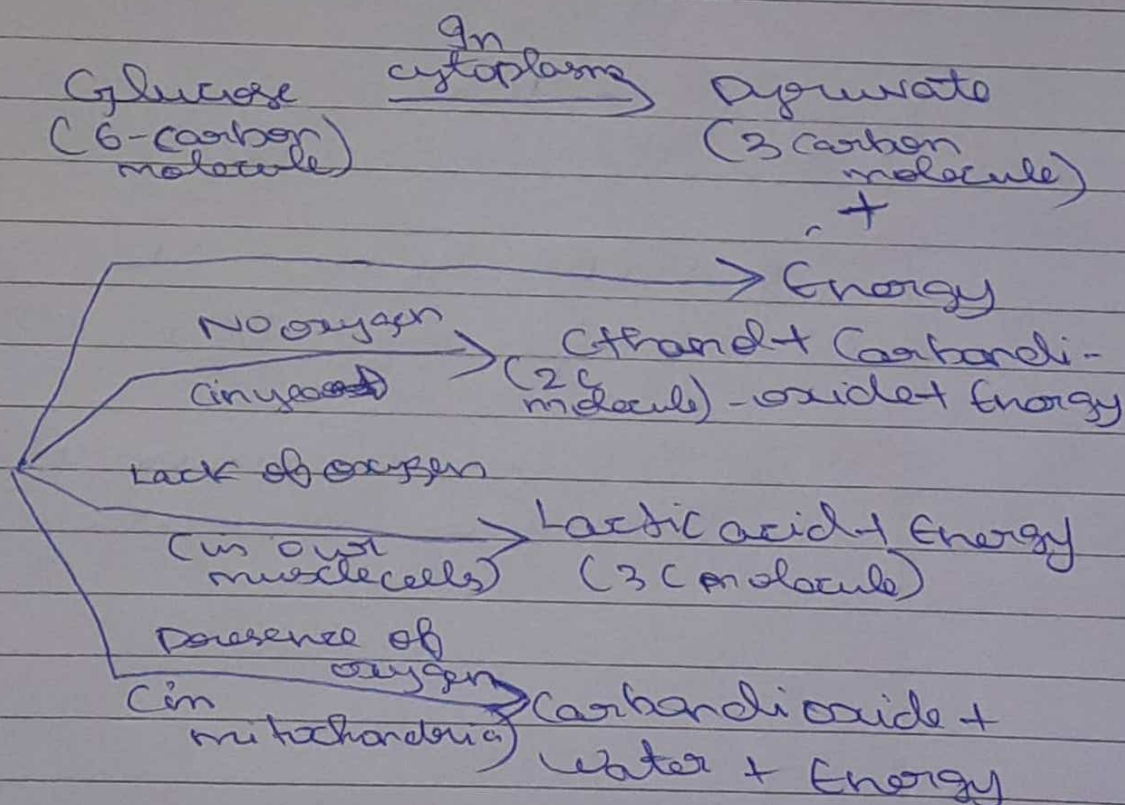 In
Glucose cytoplasm Pyruvate
(6-carbon (3 carbon
molecule) molecule)
+
Energy
No oxygen Ethanol + Carbondi-
(in yeast) (2C -oxide + Energy
molecule)
Lack of oxygen
Lactic acid + Energy
(in our (3 C molecule)
muscle cells)
Presence of
oxygen
(in Carbondioxide +
mitochondria) water + Energy